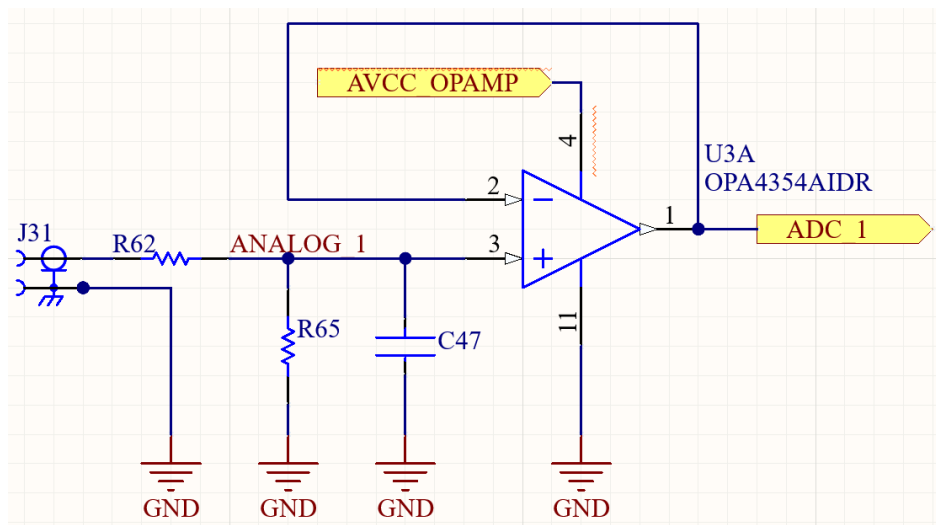 AVCC_OPAMP
4
U3A
OPA4354AIDR
2
1
ADC_1
J31
R62
ANALOG_1
3
11
R65
C47
GND
GND
GND
GND